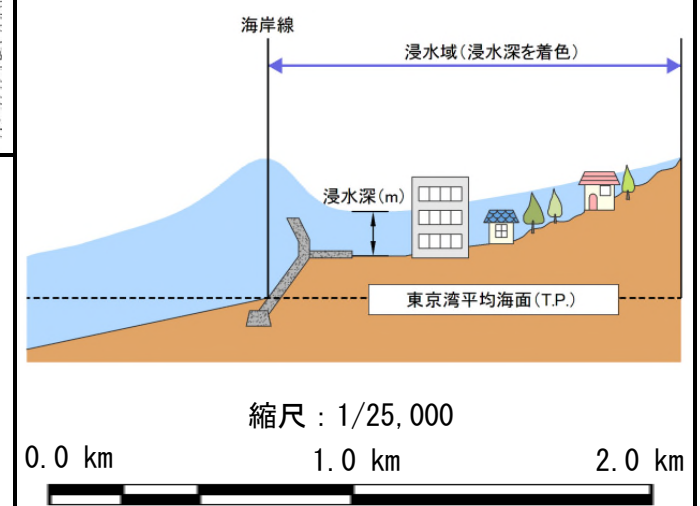 海岸線
浸水域（浸水深を着色）
浸水深（m）
東京湾平均海面（T.P.）
縮尺：1/25,000
0.0 km 1.0 km 2.0 km